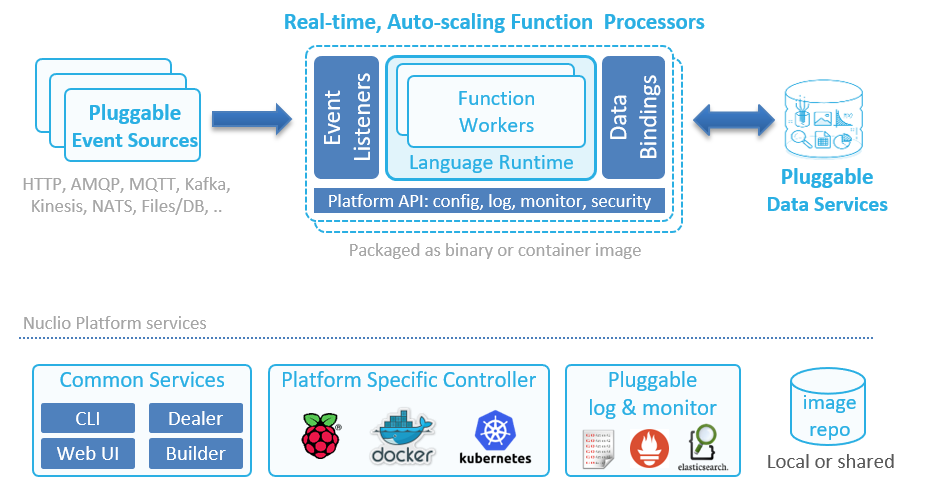 Real-time, Auto-scaling Function Processors
Pluggable
Event Sources
HTTP, AMQP, MQTT, Kafka,
Kinesis, NATS, Files/DB, ..
Event
Listeners
Function
Workers
Language Runtime
Data
Bindings
Platform API: config, log, monitor, security
Packaged as binary or container image
Pluggable
Data Services
Nuclio Platform services
Common Services
CLI
Dealer
Web UI
Builder
Platform Specific Controller
docker
kubernetes
Pluggable
log & monitor
elasticsearch.
image
repo
Local or shared